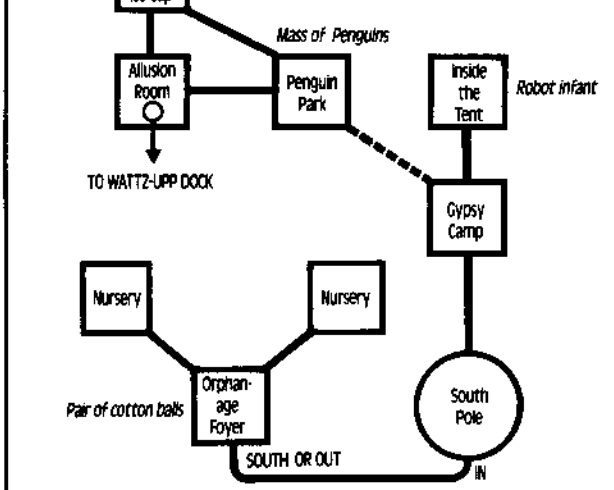 Mass of Penguins
Allusion
Room
Penguin
Park
Inside
the
Tent
Robot infant
TO WATTZ-UPP DOCK
Gypsy
Camp
Nursery
Nursery
Orphan-
age
Foyer
Pair of cotton balls
South
Pole
SOUTH OR OUT
IN